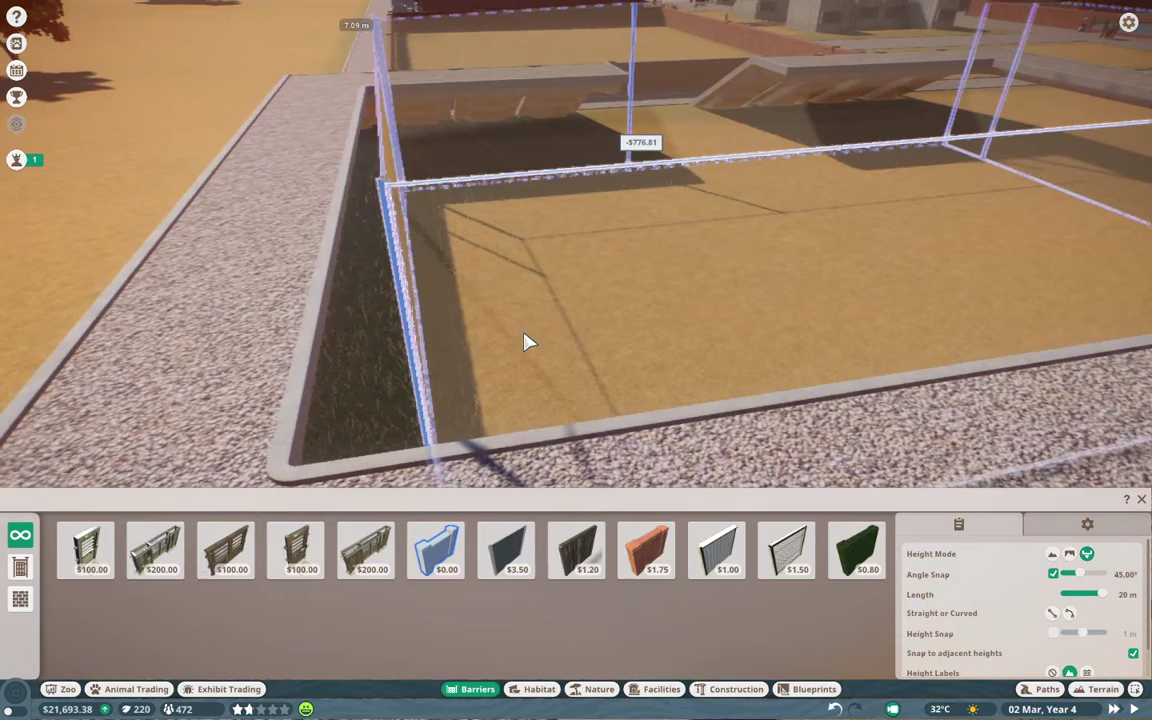 7.09 m
1
-$776.81
$100.00 $200.00 $100.00 $100.00 $200.00 $0.00 $3.50 $1.20 $1.75 $1.00 $1.50 $0.80
Height Mode
Angle Snap 45.00°
Length 20 m
Straight or Curved
Height Snap 1 m
Snap to adjacent heights
Height Labels
Zoo Animal Trading Exhibit Trading Barriers Habitat Nature Facilities Construction Blueprints Paths Terrain
$21,693.38 220 472 32°C 02 Mar, Year 4